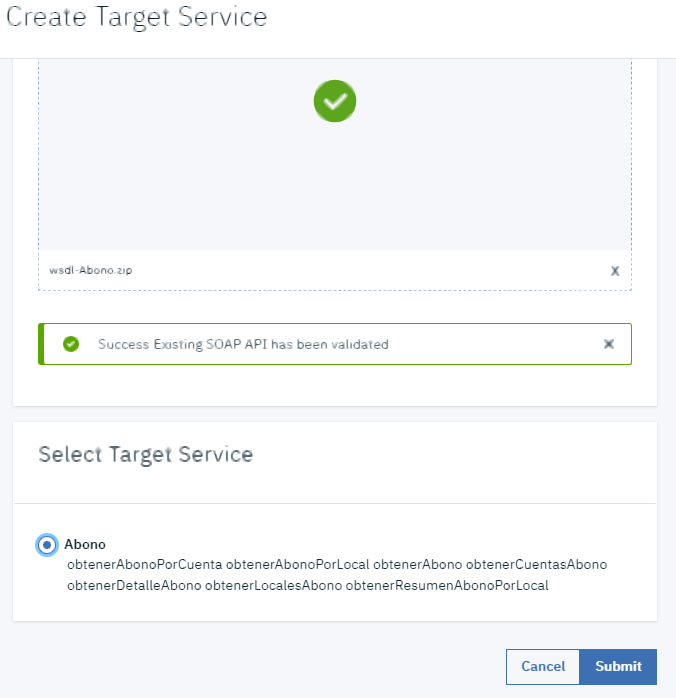 Create Target Service
wsdl-Abono.zip X
Success Existing SOAP API has been validated
Select Target Service
Abono
obtenerAbonoPorCuenta obtenerAbonoPorLocal obtenerAbono obtenerCuentasAbono
obtenerDetalleAbono obtenerLocalesAbono obtenerResumenAbonoPorLocal
Cancel Submit